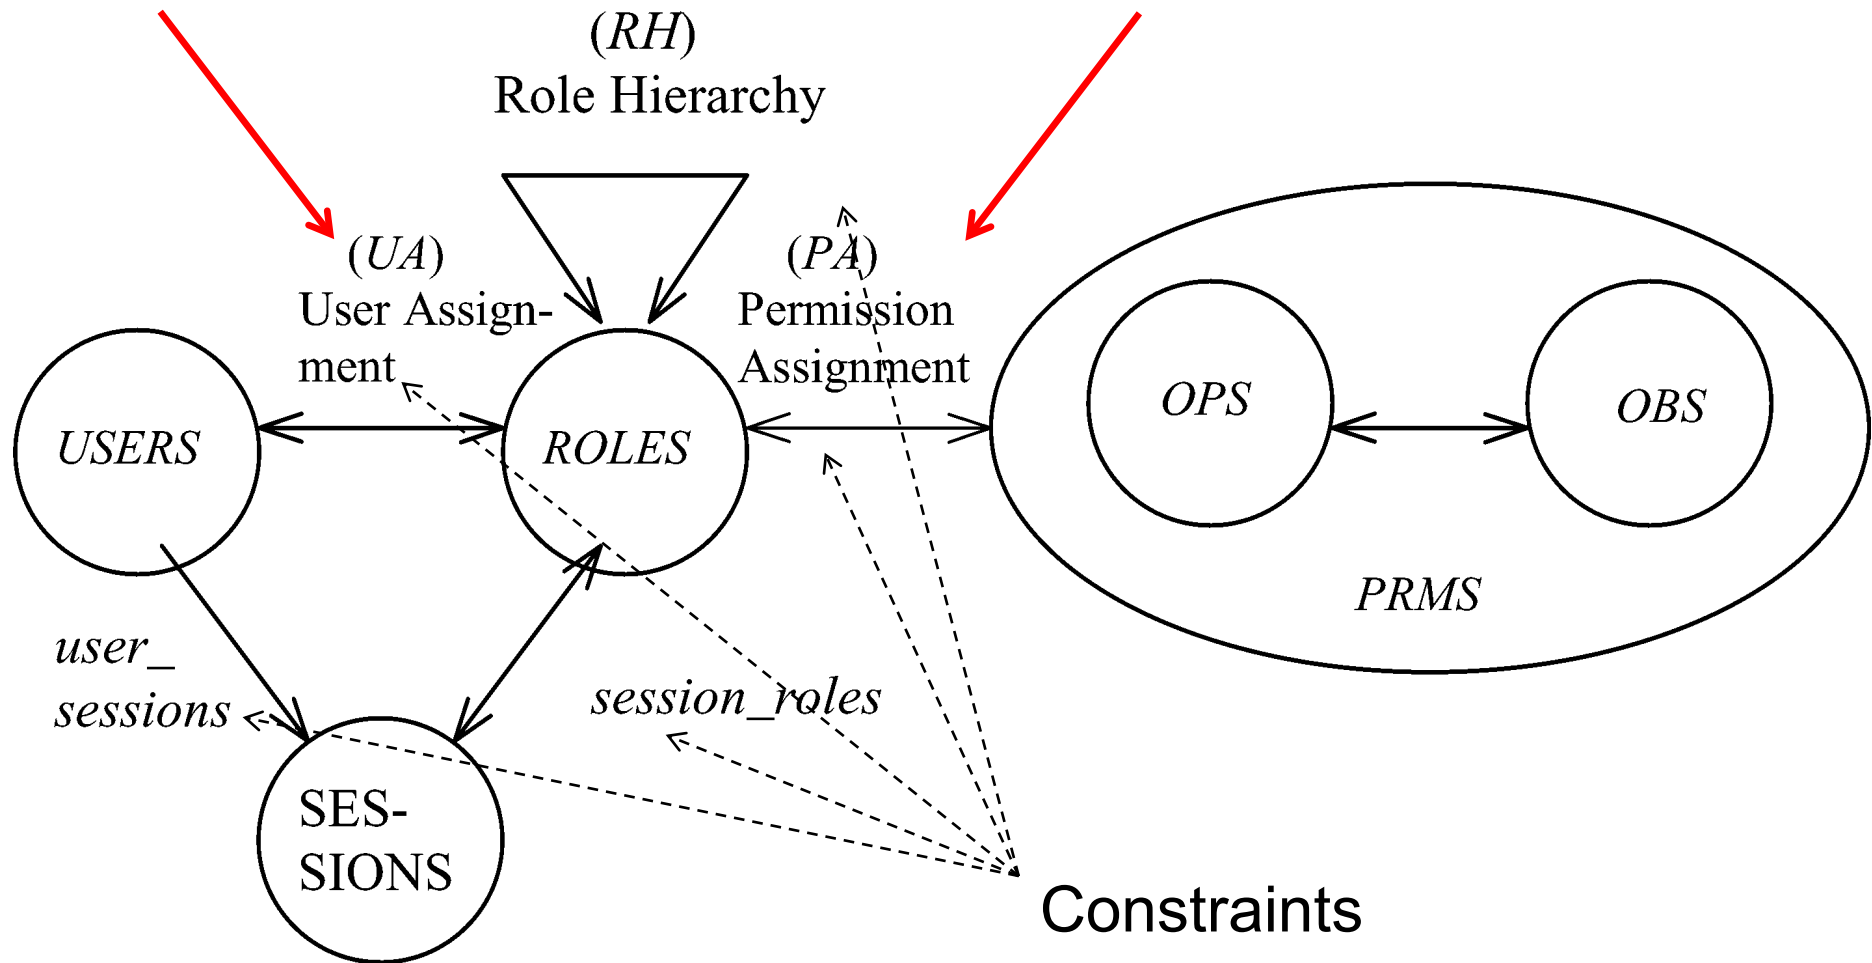 (RH)
Role Hierarchy
(UA)
User Assign-
ment
(PA)
Permission
Assignment
USERS
ROLES
OPS
OBS
PRMS
user_
sessions
session_roles
SES-
SIONS
Constraints